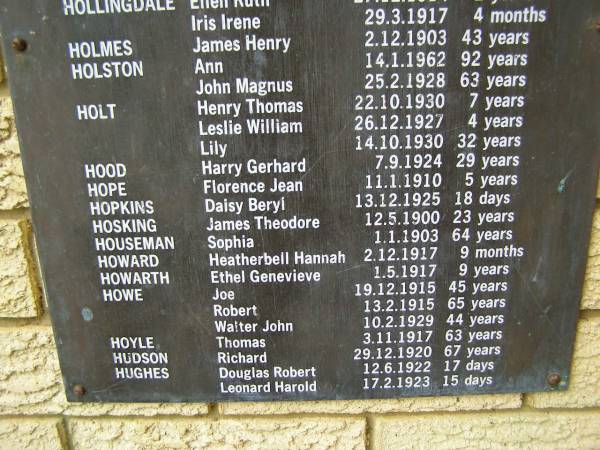 HOLLINGDALE Ellen Ruth
Iris Irene 29.3.1917 4 months
HOLMES James Henry 2.12.1903 43 years
HOLSTON Ann 14.1.1962 92 years
John Magnus 25.2.1928 63 years
HOLT Henry Thomas 22.10.1930 7 years
Leslie William 26.12.1927 4 years
Lily 14.10.1930 32 years
HOOD Harry Gerhard 7.9.1924 29 years
HOPE Florence Jean 11.1.1910 5 years
HOPKINS Daisy Beryl 13.12.1925 18 days
HOSKING James Theodore 12.5.1900 23 years
HOUSEMAN Sophia 1.1.1903 64 years
HOWARD Heatherbell Hannah 2.12.1917 9 months
HOWARTH Ethel Genevieve 1.5.1917 9 years
HOWE Joe 19.12.1915 45 years
Robert 13.2.1915 65 years
Walter John 10.2.1929 44 years
HOYLE Thomas 3.11.1917 63 years
HUDSON Richard 29.12.1920 67 years
HUGHES Douglas Robert 12.6.1922 17 days
Leonard Harold 17.2.1923 15 days